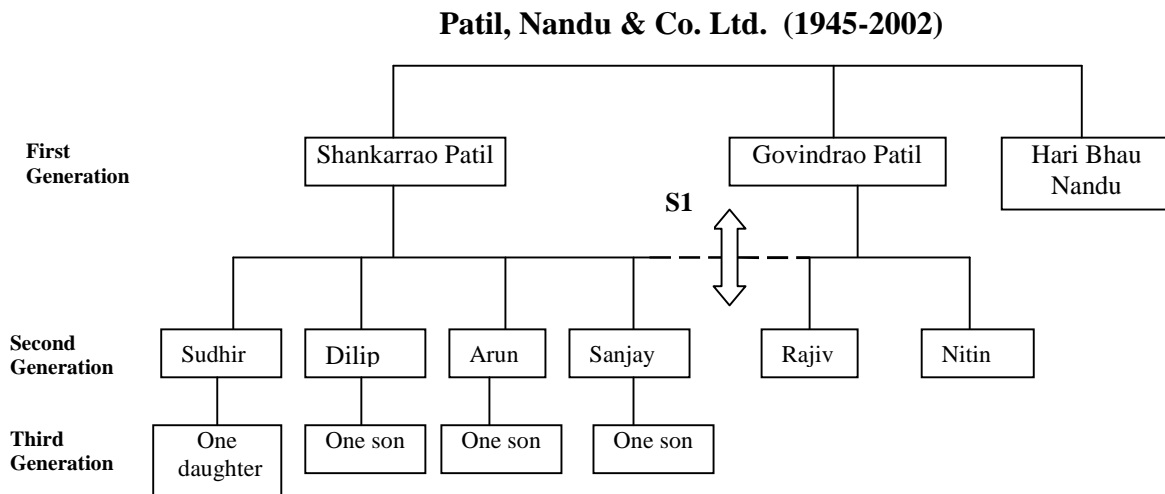 Patil, Nandu & Co. Ltd. (1945-2002)
First
Generation
Shankarrao Patil
Govindrao Patil
Hari Bhau
Nandu
S1
Second
Generation
Sudhir
Dilip
Arun
Sanjay
Rajiv
Nitin
Third
Generation
One
daughter
One son
One son
One son